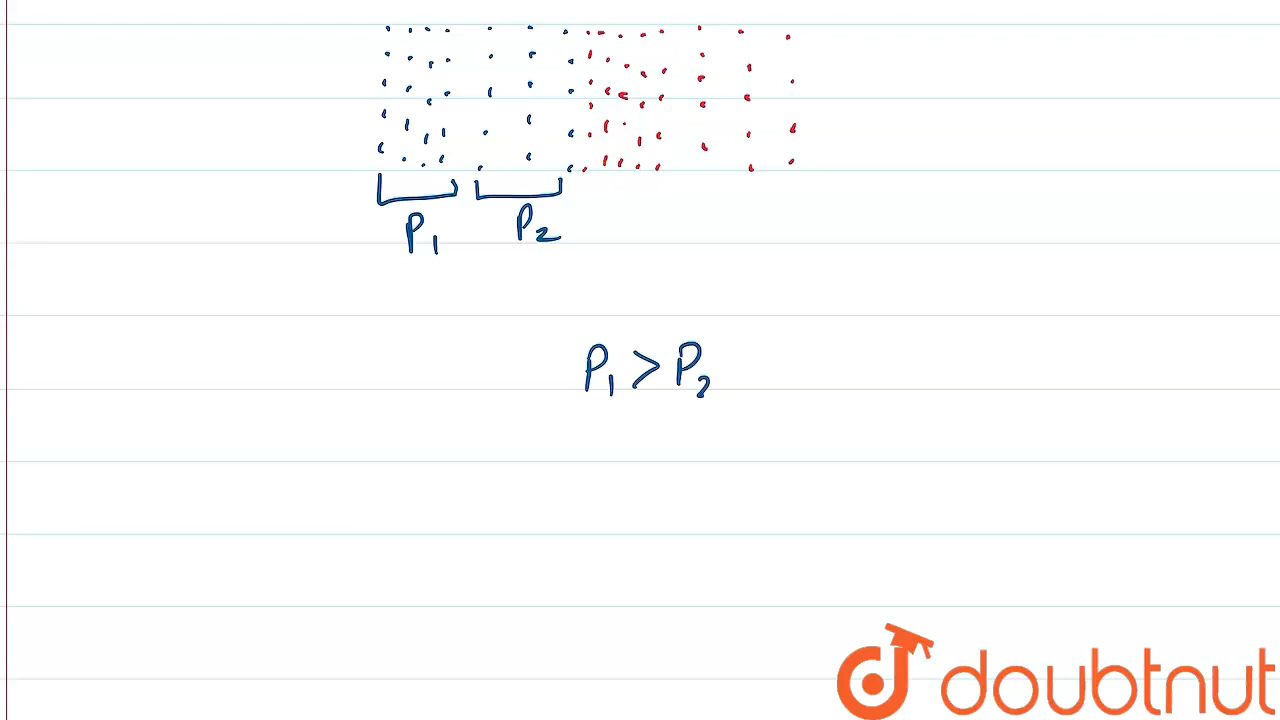 P₁ P₂
P₁ > P₂
doubtnut